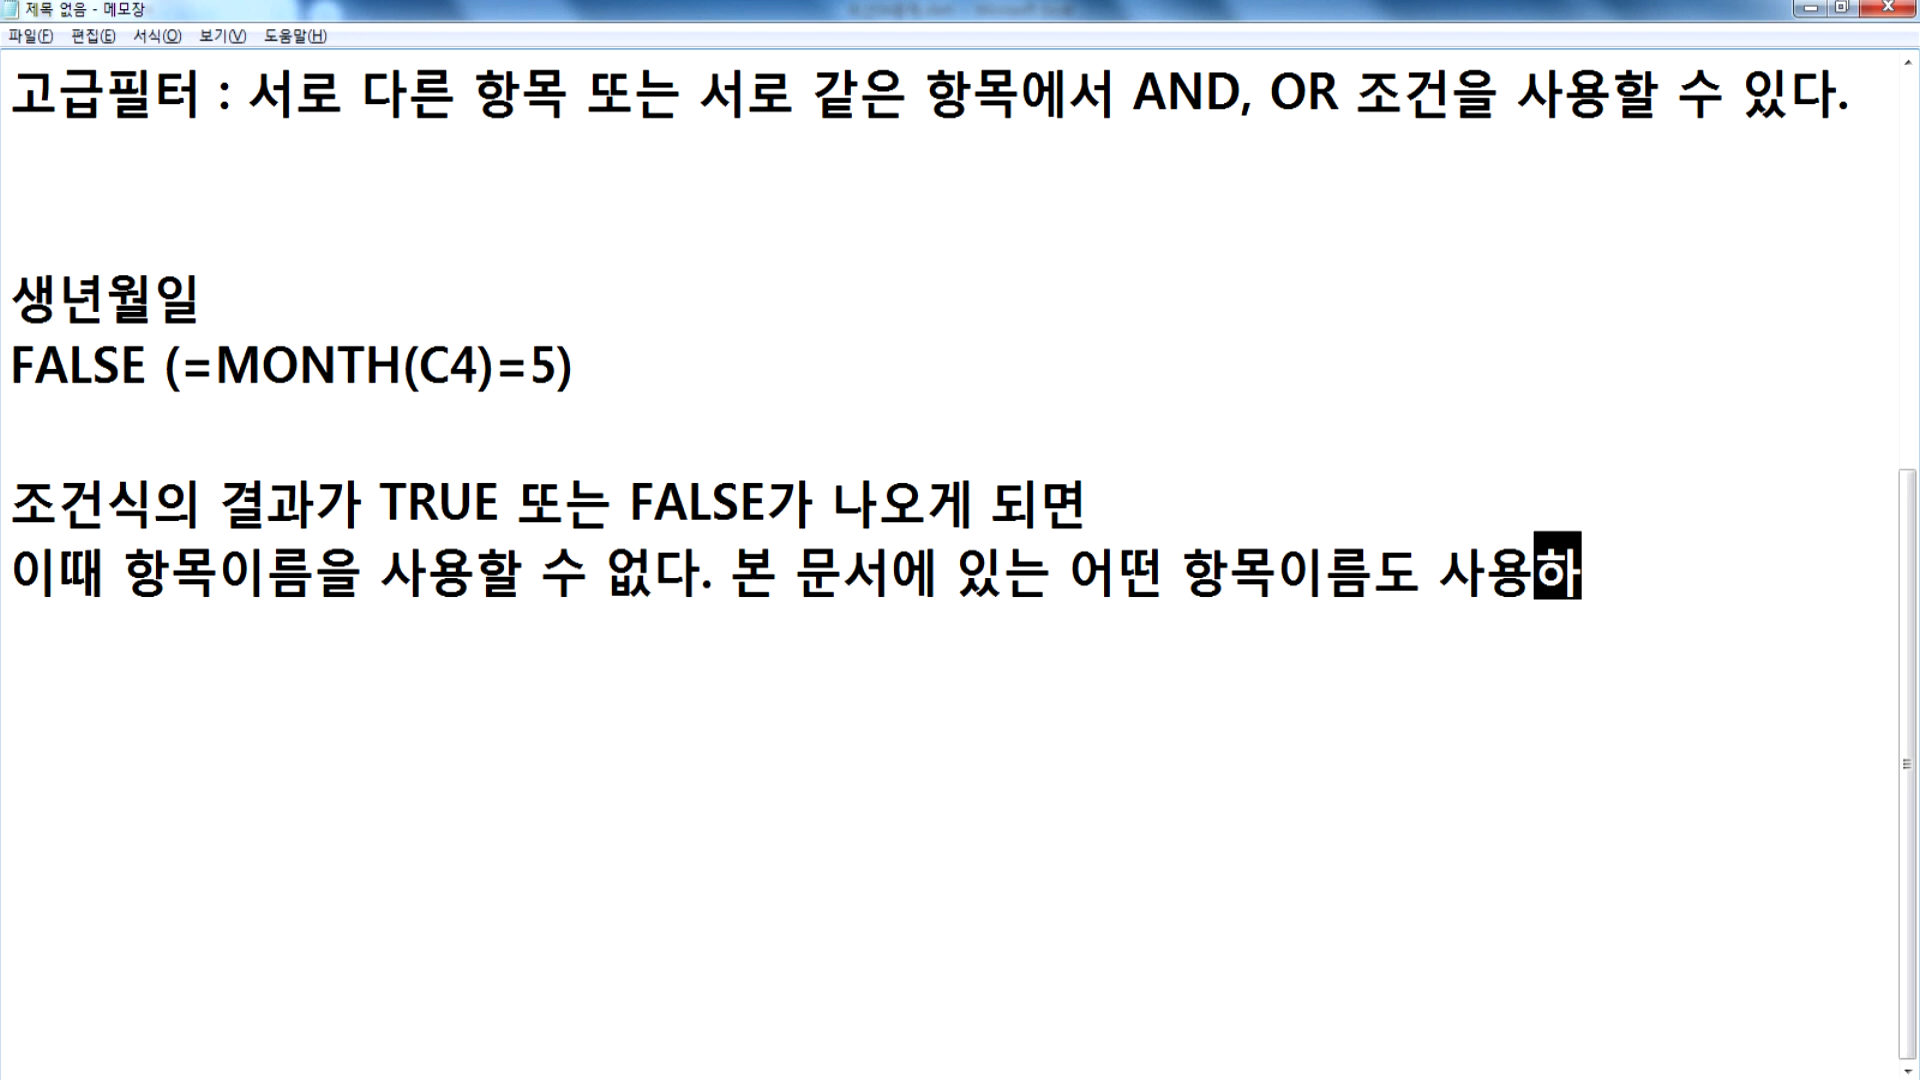 제목 없음 - 메모장
파일(F) 편집(E) 서식(O) 보기(V) 도움말(H)
고급필터 : 서로 다른 항목 또는 서로 같은 항목에서 AND, OR 조건을 사용할 수 있다.
생년월일
FALSE (=MONTH(C4)=5)
조건식의 결과가 TRUE 또는 FALSE가 나오게 되면
이때 항목이름을 사용할 수 없다. 본 문서에 있는 어떤 항목이름도 사용하